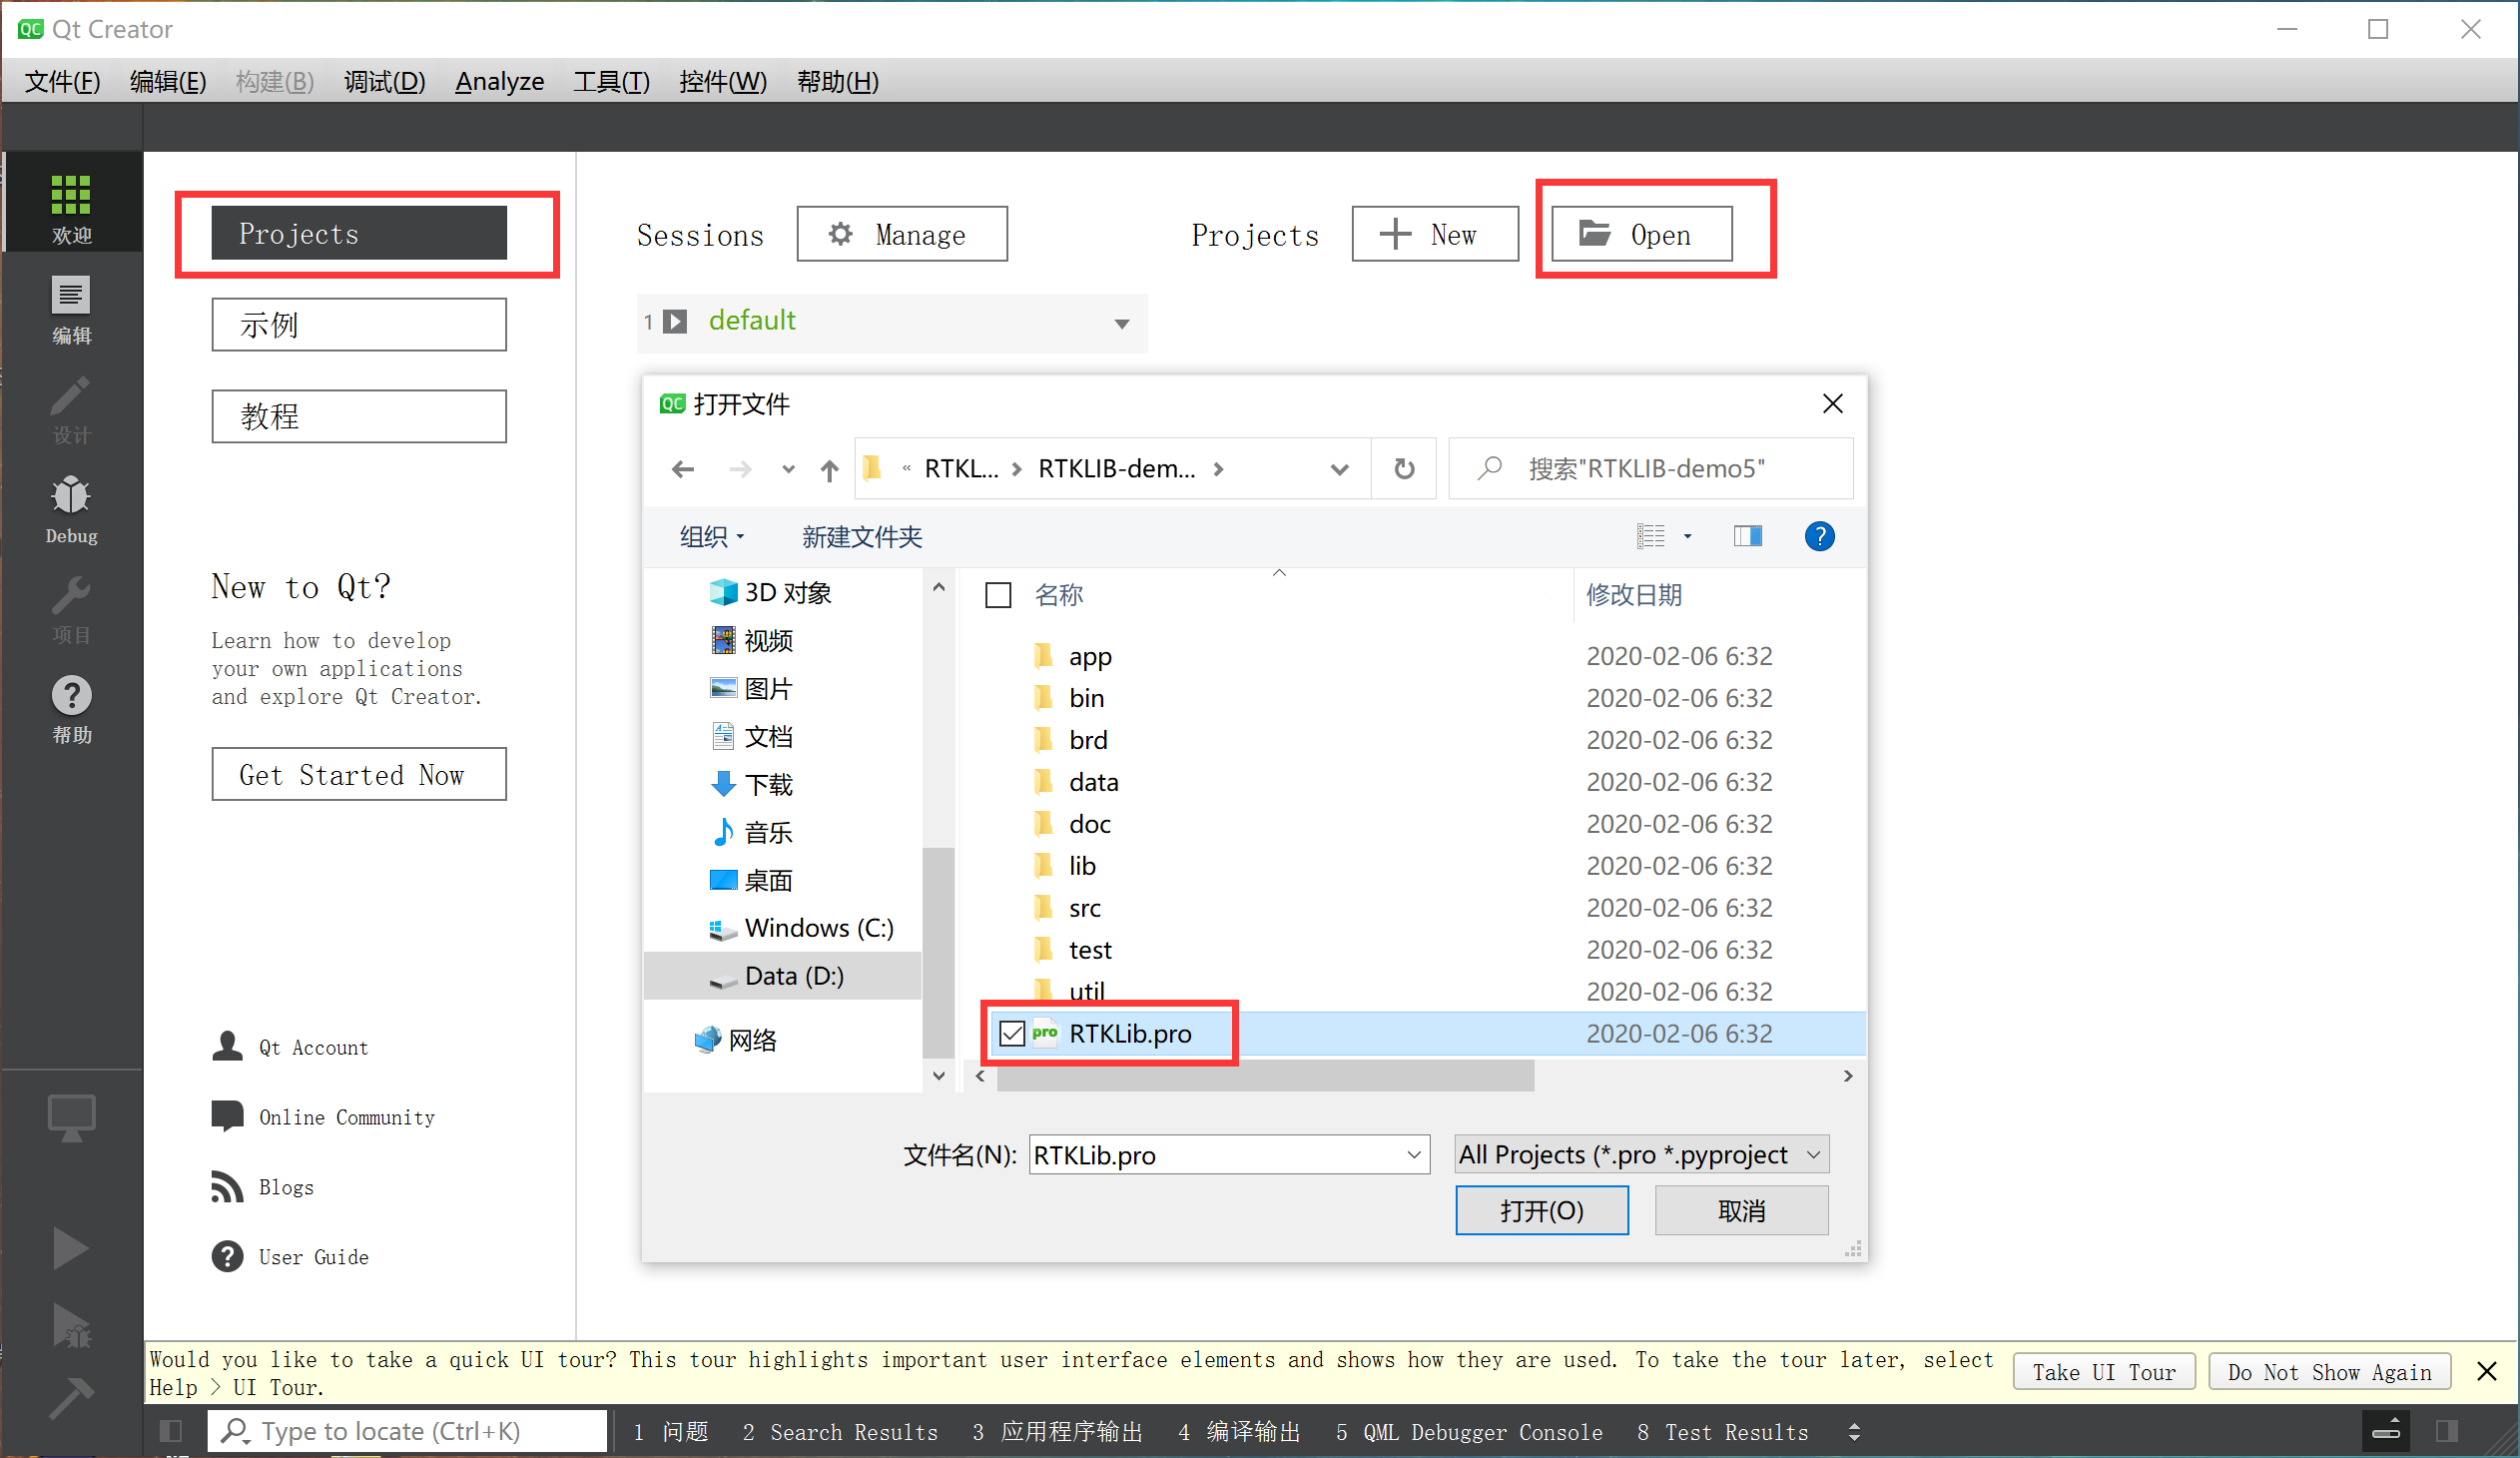 QC Qt Creator
文件(F) 编辑(E) 构建(B) 调试(D) Analyze 工具(T) 控件(W) 帮助(H)
欢迎
编辑
设计
Debug
项目
帮助
Projects
示例
教程
New to Qt?
Learn how to develop
your own applications
and explore Qt Creator.
Get Started Now
Qt Account
Online Community
Blogs
User Guide
Sessions Manage Projects New Open
1 default
QC 打开文件
« RTKL... RTKLIB-dem... 搜索"RTKLIB-demo5"
组织 新建文件夹
3D 对象
视频
图片
文档
下载
音乐
桌面
Windows (C:)
Data (D:)
网络
名称 修改日期
app 2020-02-06 6:32
bin 2020-02-06 6:32
brd 2020-02-06 6:32
data 2020-02-06 6:32
doc 2020-02-06 6:32
lib 2020-02-06 6:32
src 2020-02-06 6:32
test 2020-02-06 6:32
util 2020-02-06 6:32
pro RTKLib.pro 2020-02-06 6:32
文件名(N): RTKLib.pro All Projects (*.pro *.pyproject
打开(O) 取消
Would you like to take a quick UI tour? This tour highlights important user interface elements and shows how they are used. To take the tour later, select
Help > UI Tour.
Take UI Tour Do Not Show Again
Type to locate (Ctrl+K) 1 问题 2 Search Results 3 应用程序输出 4 编译输出 5 QML Debugger Console 8 Test Results